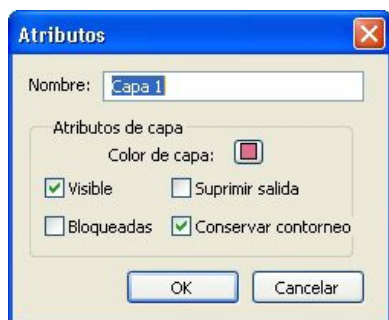 Atributos
Nombre: Capa 1
Atributos de capa
Color de capa:
Visible Suprimir salida
Bloqueadas Conservar contorneo
OK Cancelar